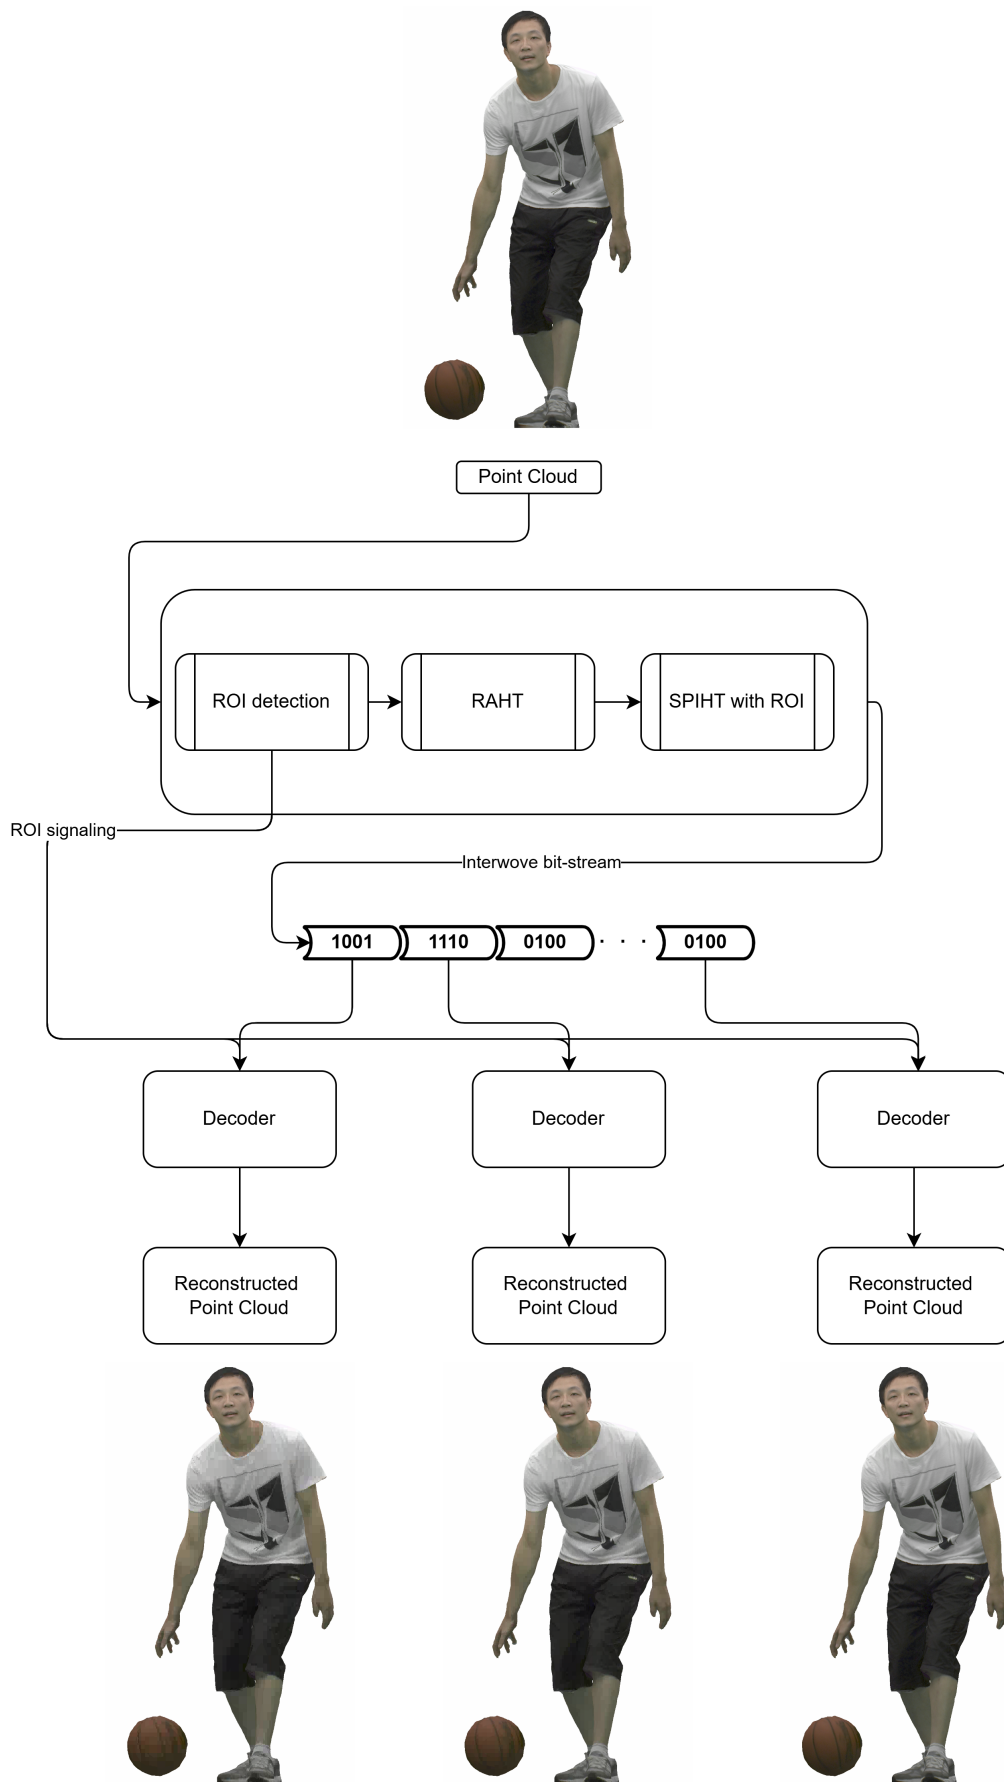 Point Cloud
ROI detection
RAHT
SPIHT with ROI
ROI signaling
Interwove bit-stream
1001
1110
0100
. . .
0100
Decoder
Decoder
Decoder
Reconstructed
Point Cloud
Reconstructed
Point Cloud
Reconstructed
Point Cloud